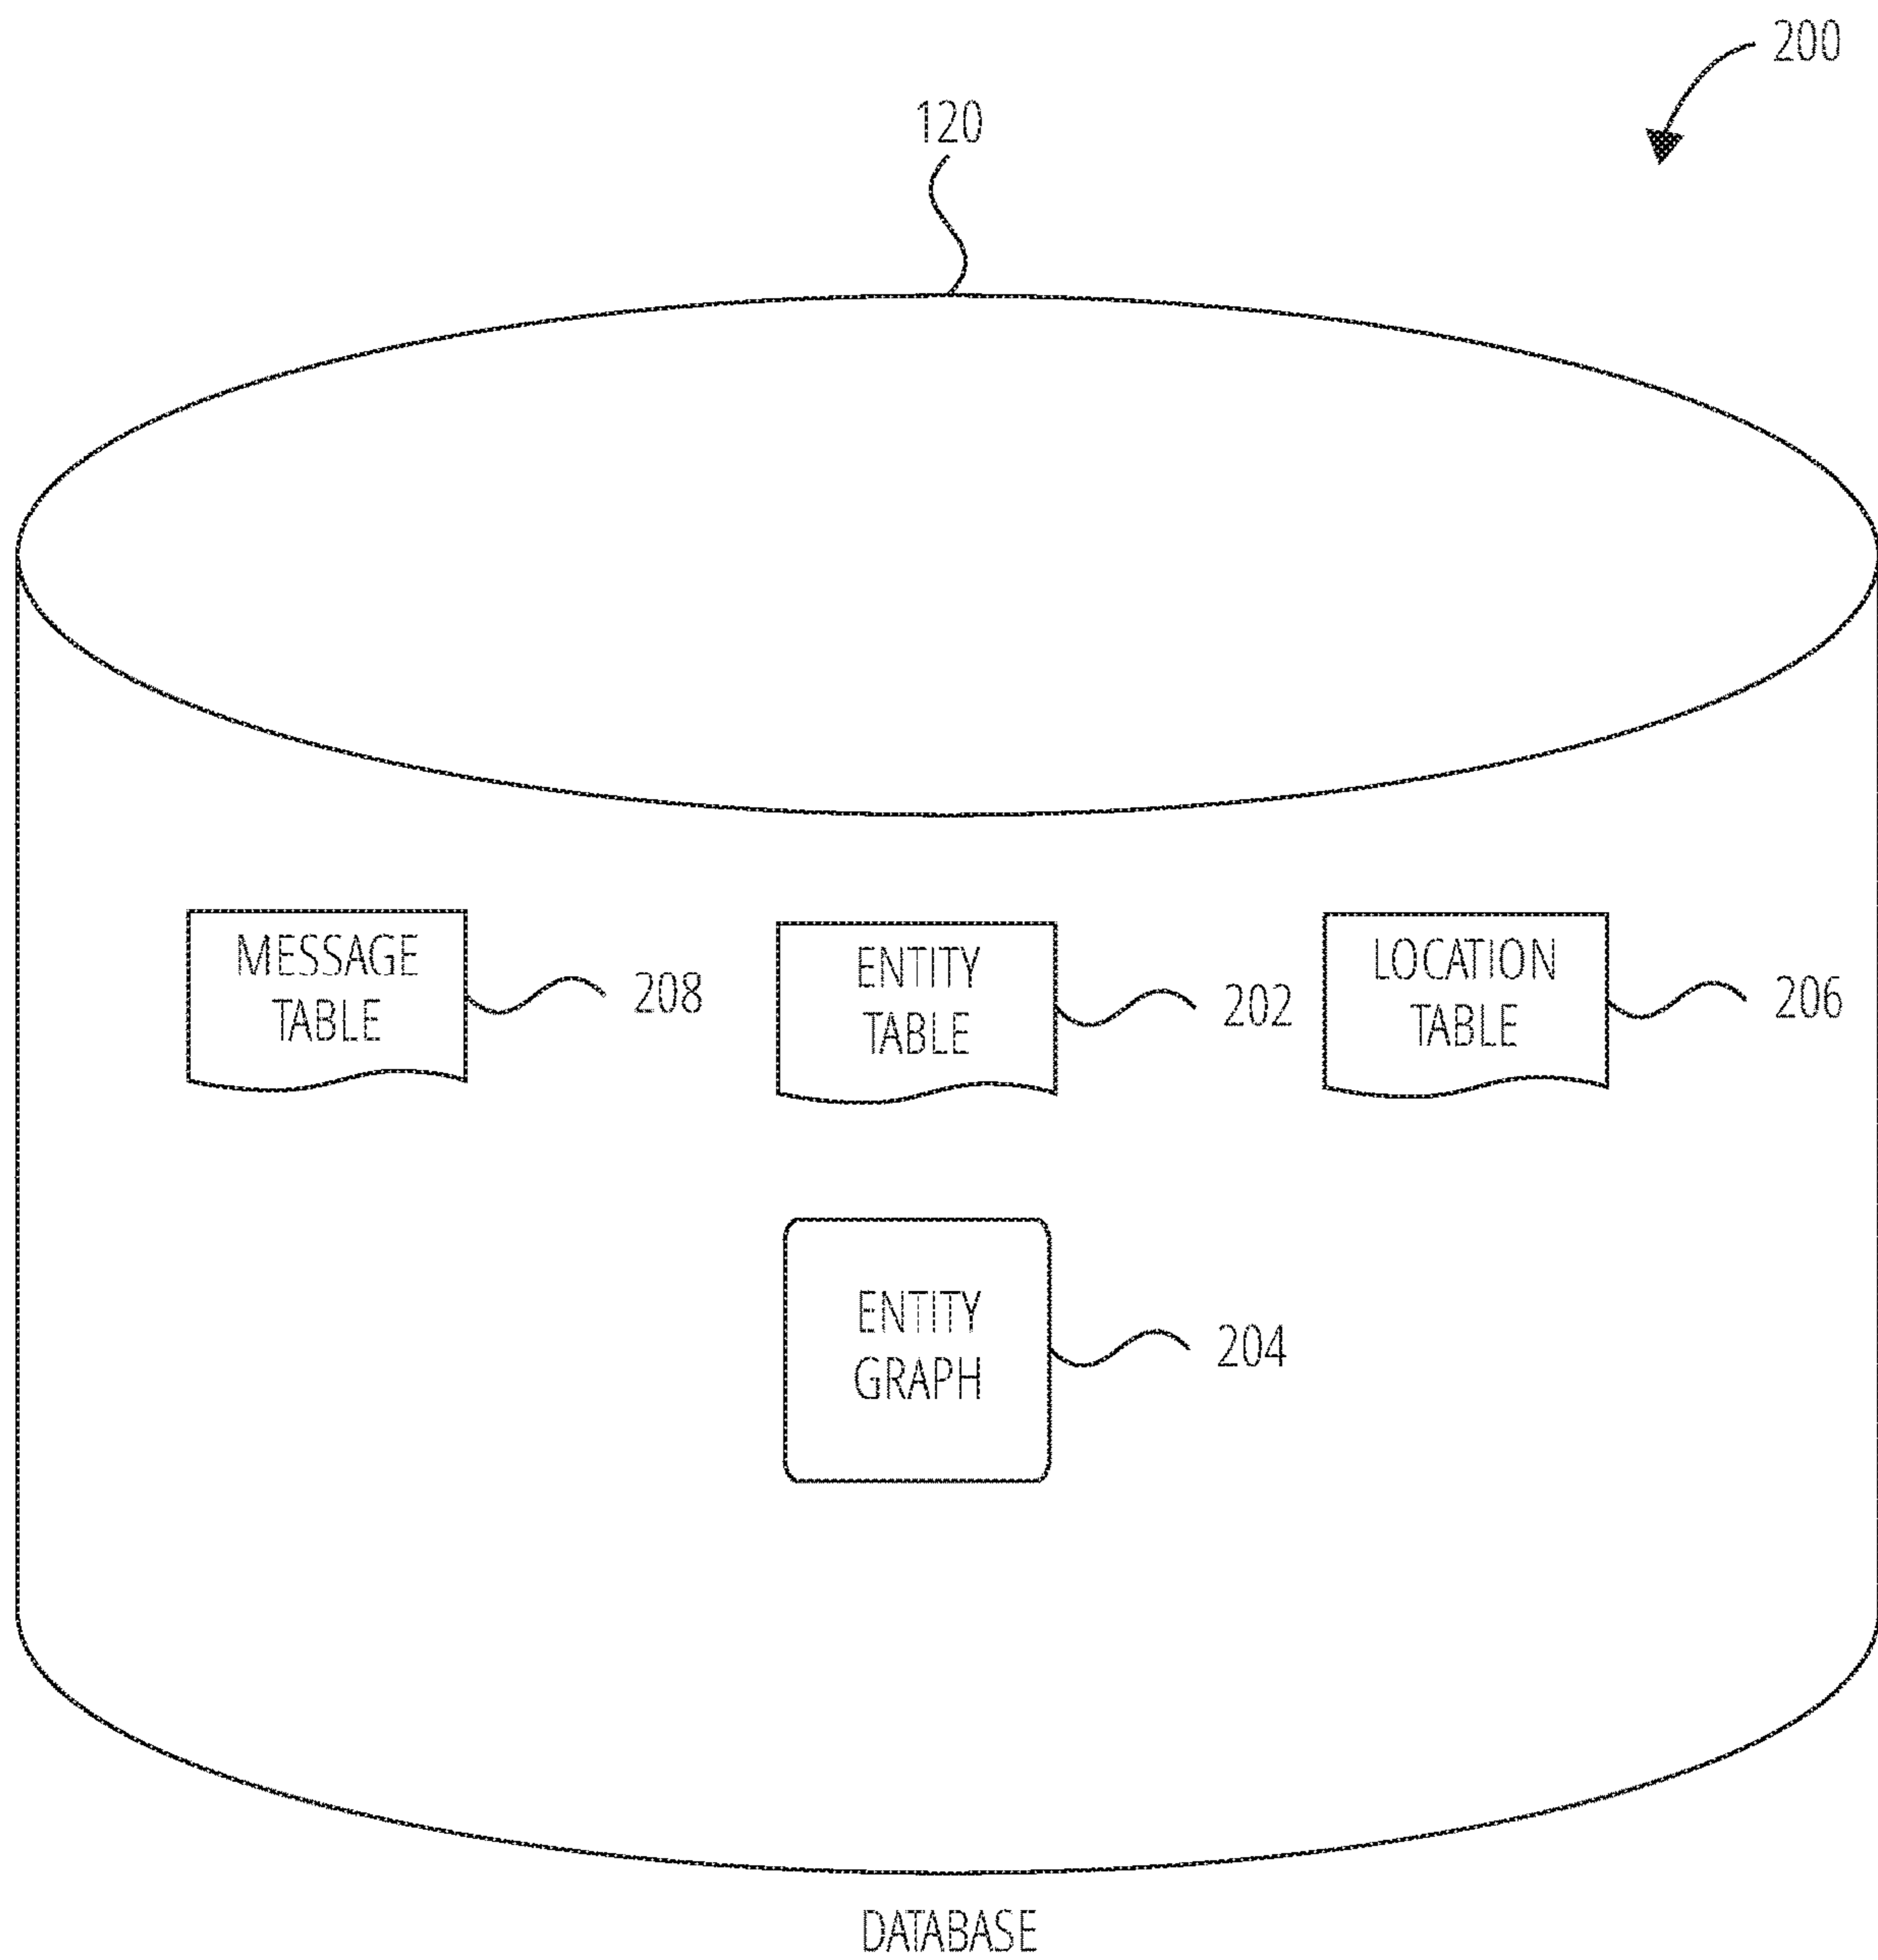 200
120
MESSAGE
TABLE
208
ENTITY
TABLE
202
LOCATION
TABLE
206
ENTITY
GRAPH
204
DATABASE